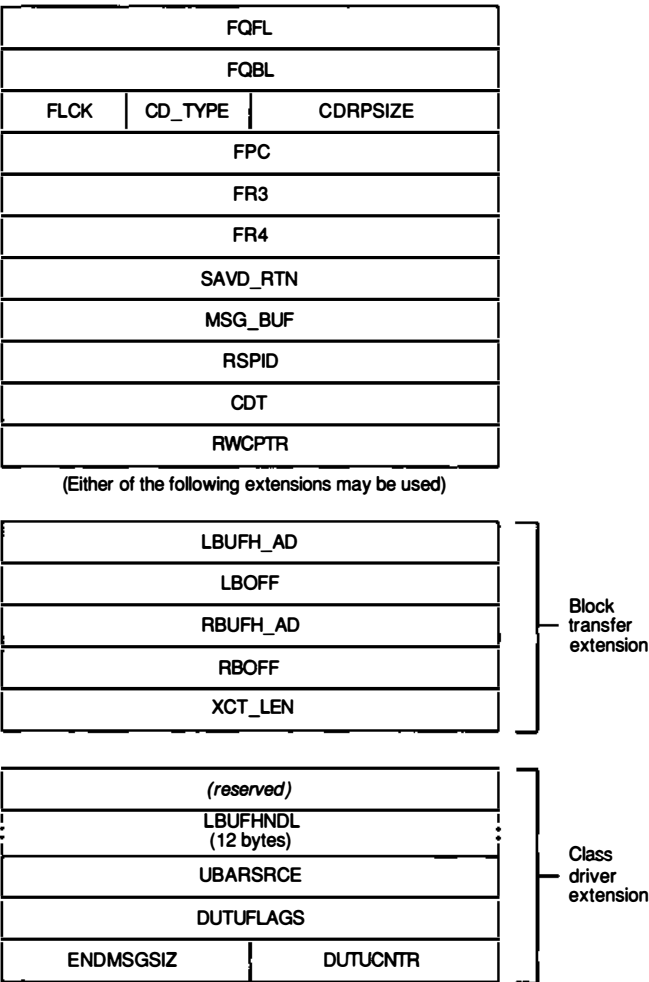 FQFL
FQBL
FLCK CD_TYPE CDRPSIZE
FPC
FR3
FR4
SAVD_RTN
MSG_BUF
RSPID
CDT
RWCPTR
(Either of the following extensions may be used)
LBUFH_AD
LBOFF
RBUFH_AD
RBOFF
XCT_LEN
Block
transfer
extension
(reserved)
LBUFHNDL
(12 bytes)
UBARSRCE
DUTUFLAGS
ENDMSGSIZ DUTUCNTR
Class
driver
extension